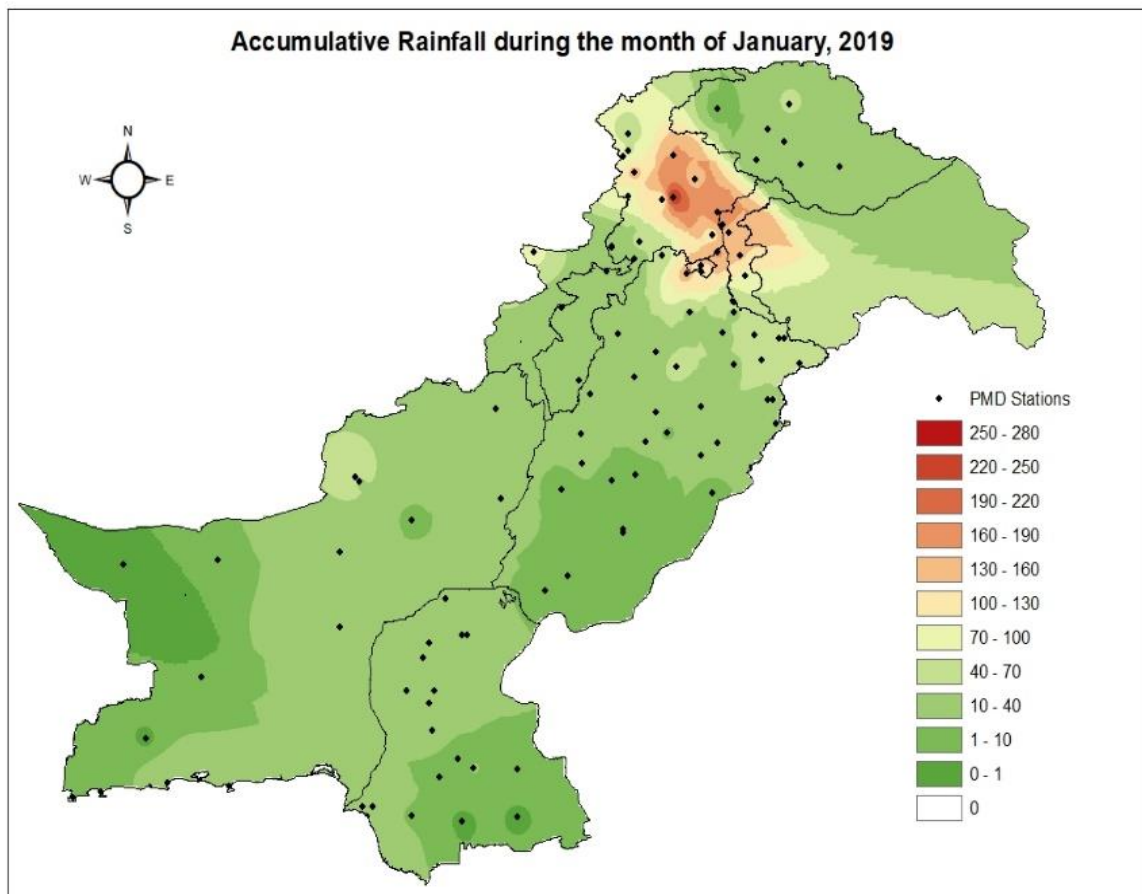 Accumulative Rainfall during the month of January, 2019
N
W E
S
PMD Stations
250 - 280
220 - 250
190 - 220
160 - 190
130 - 160
100 - 130
70 - 100
40 - 70
10 - 40
1 - 10
0 - 1
0